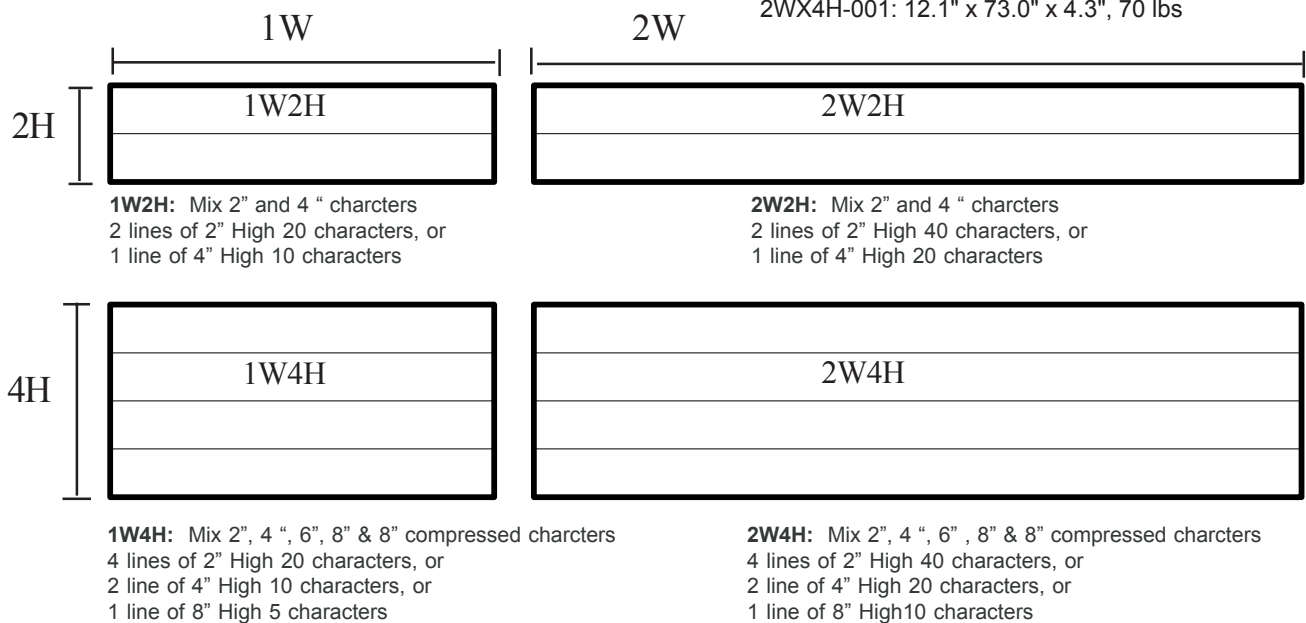 2WX4H-001: 12.1" x 73.0" x 4.3", 70 lbs
1W
2W
2H
1W2H
2W2H
1W2H: Mix 2” and 4 “ charcters
2 lines of 2” High 20 characters, or
1 line of 4” High 10 characters
2W2H: Mix 2” and 4 “ charcters
2 lines of 2” High 40 characters, or
1 line of 4” High 20 characters
4H
1W4H
2W4H
1W4H: Mix 2”, 4 “, 6”, 8” & 8” compressed charcters
4 lines of 2” High 20 characters, or
2 line of 4” High 10 characters, or
1 line of 8” High 5 characters
2W4H: Mix 2”, 4 “, 6” , 8” & 8” compressed charcters
4 lines of 2” High 40 characters, or
2 line of 4” High 20 characters, or
1 line of 8” High10 characters